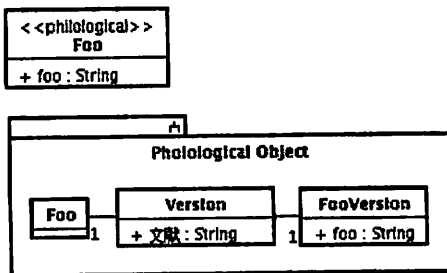 <<philological>>
Foo
+ foo : String
Pholological Object
Foo
1
Version
+ 文献 : String
1
FooVersion
+ foo : String